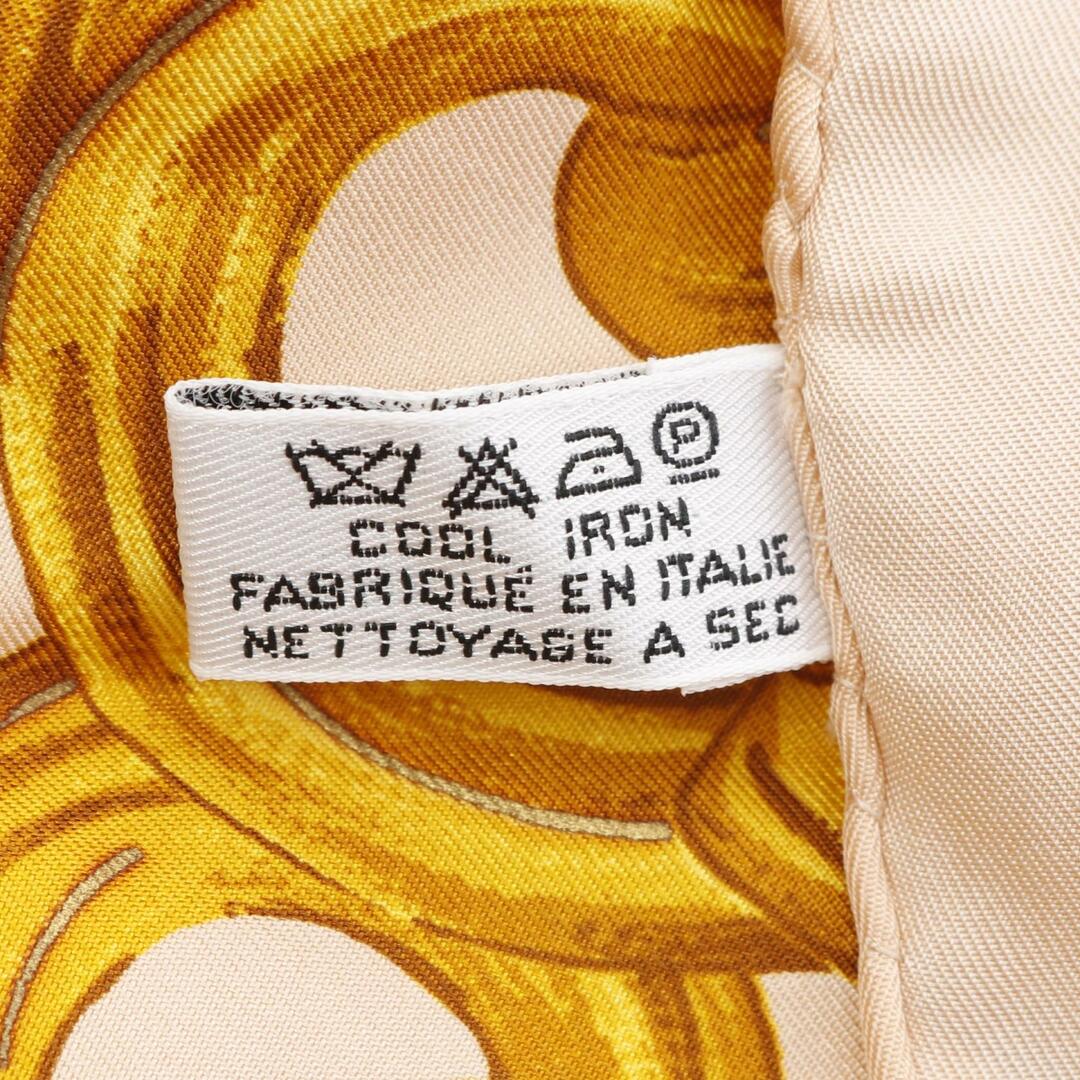 P
COOL IRON
FABRIQUÉ EN ITALIE
NETTOYAGE A SEC